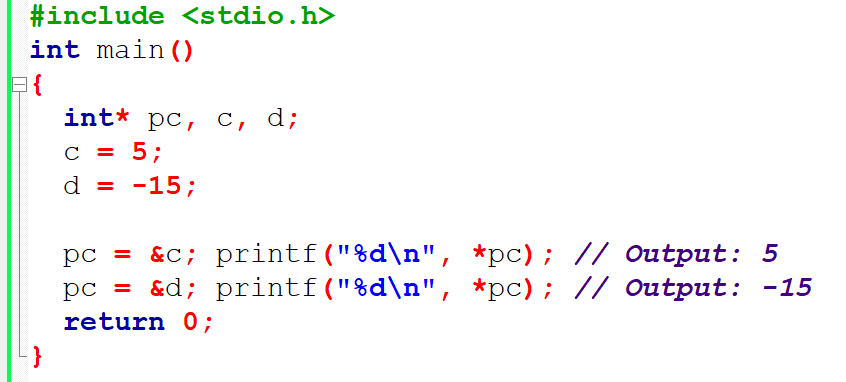 #include <stdio.h>
int main()
{
int* pc, c, d;
c = 5;
d = -15;
pc = &c; printf("%d\n", *pc); // Output: 5
pc = &d; printf("%d\n", *pc); // Output: -15
return 0;
}